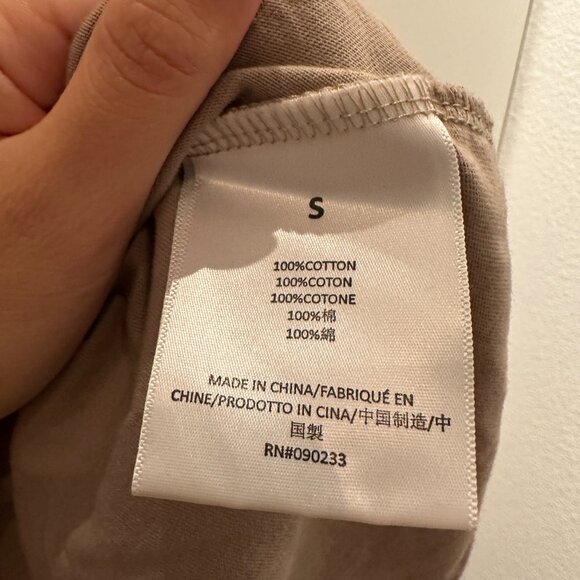 S
100%COTTON
100%COTON
100%COTONE
100%棉
100%綿
MADE IN CHINA/FABRIQUÉ EN
CHINE/PRODOTTO IN CINA/中国制造/中
国製
RN#090233